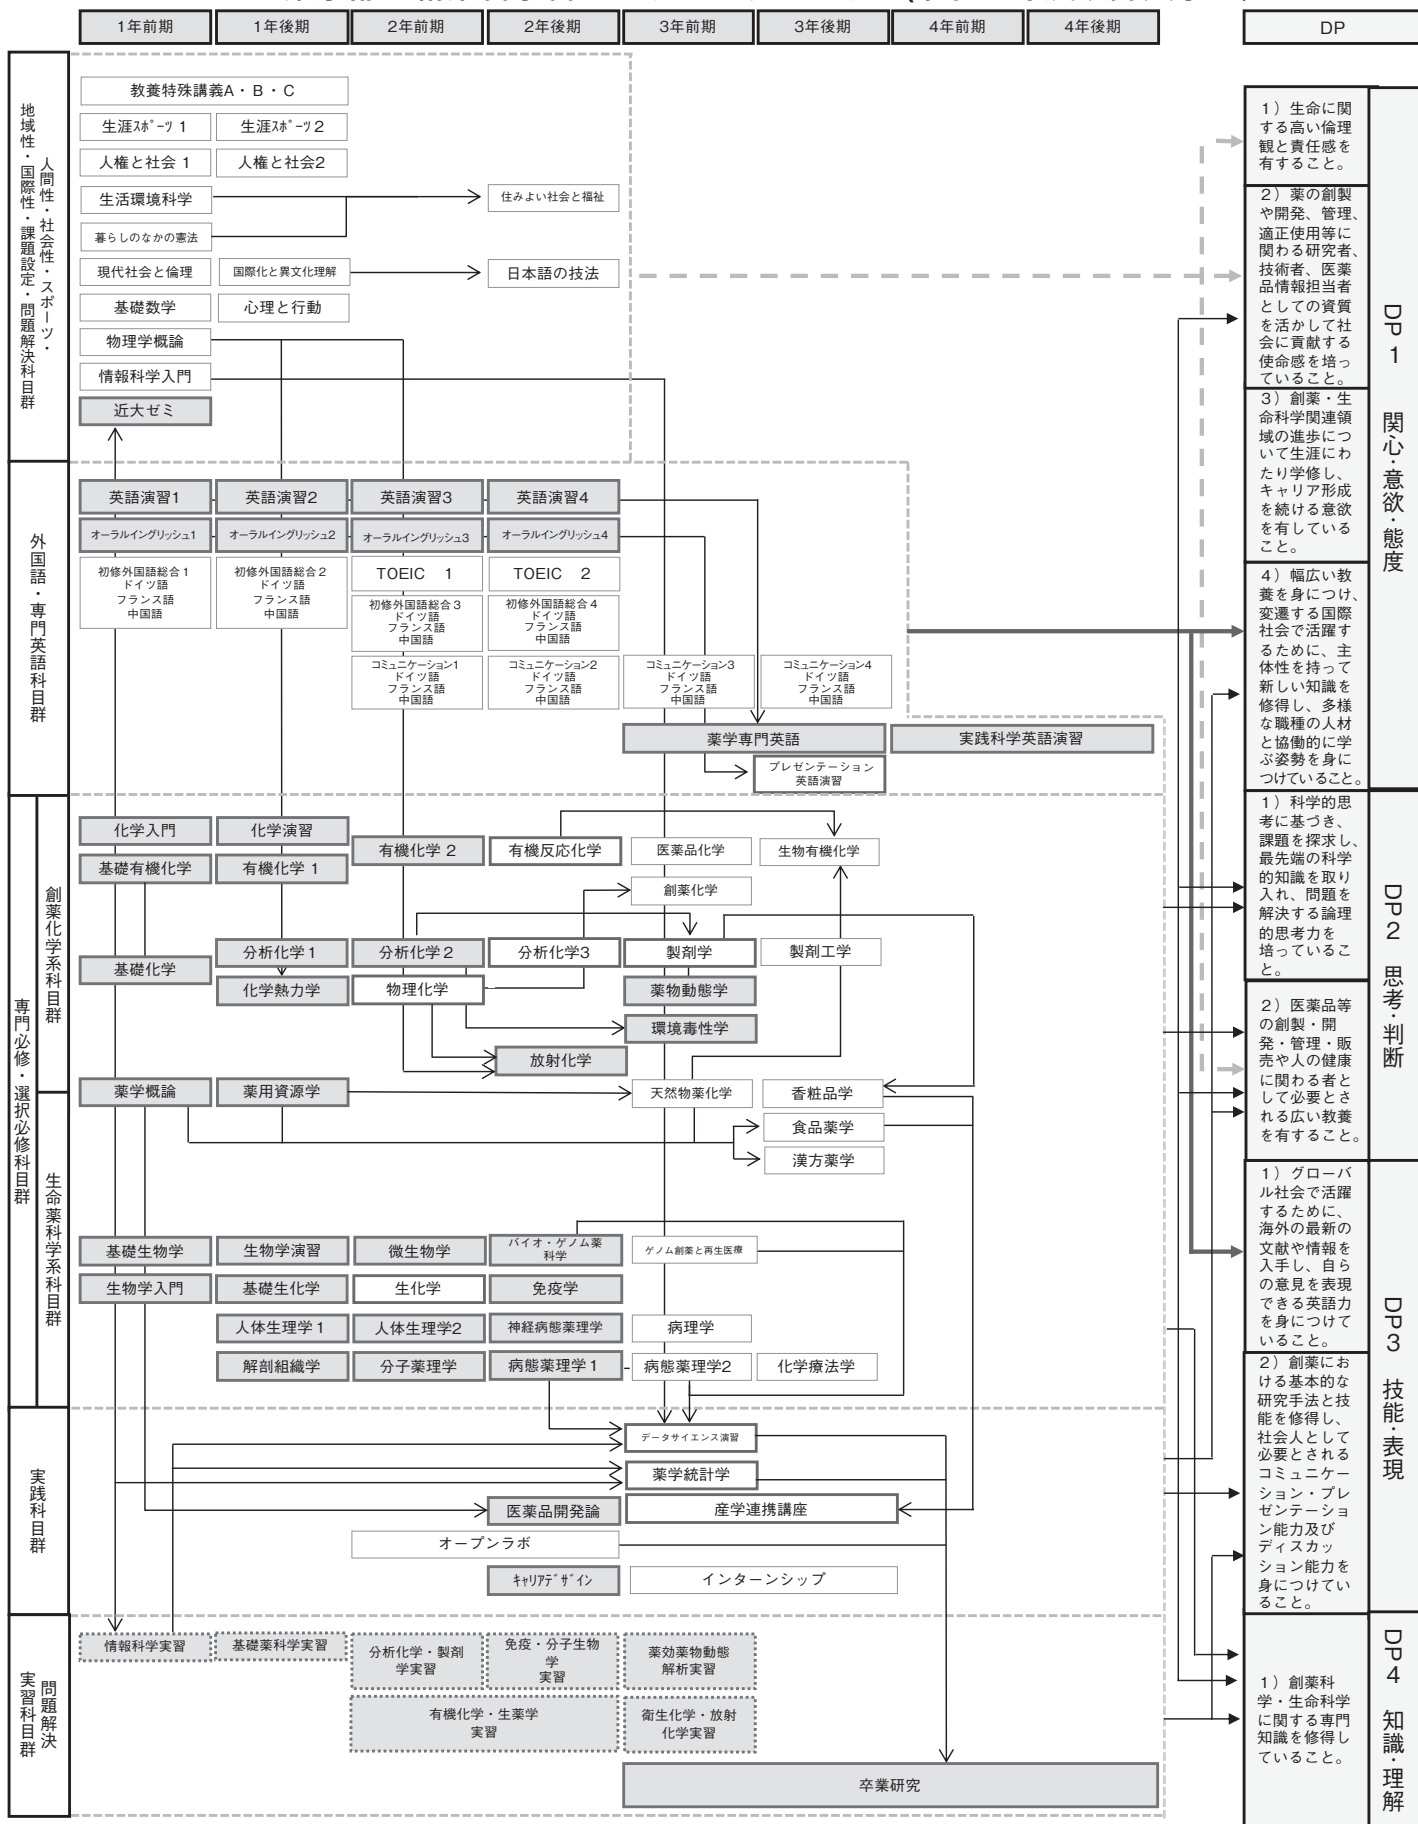 1年前期
1年後期
2年前期
2年後期
3年前期
3年後期
4年前期
4年後期
DP
人間性・社会性・スポーツ・
地域性・国際性・課題設定・問題解決科目群
教養特殊講義A・B・C
生涯スポーツ1
生涯スポーツ2
人権と社会1
人権と社会2
生活環境科学
住みよい社会と福祉
暮らしのなかの憲法
現代社会と倫理
国際化と異文化理解
日本語の技法
基礎数学
心理と行動
物理学概論
情報科学入門
近大ゼミ
外国語・専門英語科目群
英語演習1
英語演習2
英語演習3
英語演習4
オーラルイングリッシュ1
オーラルイングリッシュ2
オーラルイングリッシュ3
オーラルイングリッシュ4
初修外国語総合1
ドイツ語
フランス語
中国語
初修外国語総合2
ドイツ語
フランス語
中国語
TOEIC 1
TOEIC 2
初修外国語総合3
ドイツ語
フランス語
中国語
初修外国語総合4
ドイツ語
フランス語
中国語
コミュニケーション1
ドイツ語
フランス語
中国語
コミュニケーション2
ドイツ語
フランス語
中国語
コミュニケーション3
ドイツ語
フランス語
中国語
コミュニケーション4
ドイツ語
フランス語
中国語
薬学専門英語
実践科学英語演習
プレゼンテーション
英語演習
専門必修・選択必修科目群
創薬化学系科目群
化学入門
化学演習
有機化学2
有機反応化学
医薬品化学
生物有機化学
基礎有機化学
有機化学1
創薬化学
分析化学1
分析化学2
分析化学3
製剤学
製剤工学
基礎化学
化学熱力学
物理化学
薬物動態学
環境毒性学
放射化学
生命薬科学系科目群
薬学概論
薬用資源学
天然物薬化学
香粧品学
食品薬学
漢方薬学
基礎生物学
生物学演習
微生物学
バイオ・ゲノム薬
科学
ゲノム創薬と再生医療
生物学入門
基礎生化学
生化学
免疫学
人体生理学1
人体生理学2
神経病態薬理学
病理学
解剖組織学
分子薬理学
病態薬理学1
病態薬理学2
化学療法学
実践科目群
データサイエンス演習
薬学統計学
医薬品開発論
産学連携講座
オープンラボ
キャリアデザイン
インターンシップ
問題解決
実習科目群
情報科学実習
基礎薬科学実習
分析化学・製剤
学実習
免疫・分子生物
学
実習
薬効薬物動態
解析実習
有機化学・生薬学
実習
衛生化学・放射
化学実習
卒業研究
1）生命に関
する高い倫理
観と責任感を
有すること。
2）薬の創製
や開発、管理、
適正使用等に
関わる研究者、
技術者、医薬
品情報担当者
としての資質
を活かして社
会に貢献する
使命感を培っ
ていること。
3）創薬・生
命科学関連領
域の進歩につ
いて生涯にわ
たり学修し、
キャリア形成
を続ける意欲
を有している
こと。
4）幅広い教
養を身につけ、
変遷する国際
社会で活躍す
るために、主
体性を持って
新しい知識を
修得し、多様
な職種の人材
と協働的に学
ぶ姿勢を身に
つけていること。
DP1 関心・意欲・態度
1）科学的思
考に基づき、
課題を探求し、
最先端の科学
的知識を取り
入れ、問題を
解決する論理
的思考力を
培っているこ
と。
2）医薬品等
の創製・開
発・管理・販
売や人の健康
に関わる者と
して必要とさ
れる広い教養
を有すること。
DP2 思考・判断
1）グローバ
ル社会で活躍
するために、
海外の最新の
文献や情報を
入手し、自ら
の意見を表現
できる英語力
を身につけて
いること。
2）創薬にお
ける基本的な
研究手法と技
能を修得し、
社会人として
必要とされる
コミュニケー
ション・プレ
ゼンテーショ
ン能力及び
ディスカッ
ション能力を
身につけてい
ること。
DP3 技能・表現
1）創薬科
学・生命科学
に関する専門
知識を修得し
ていること。
DP4 知識・理解